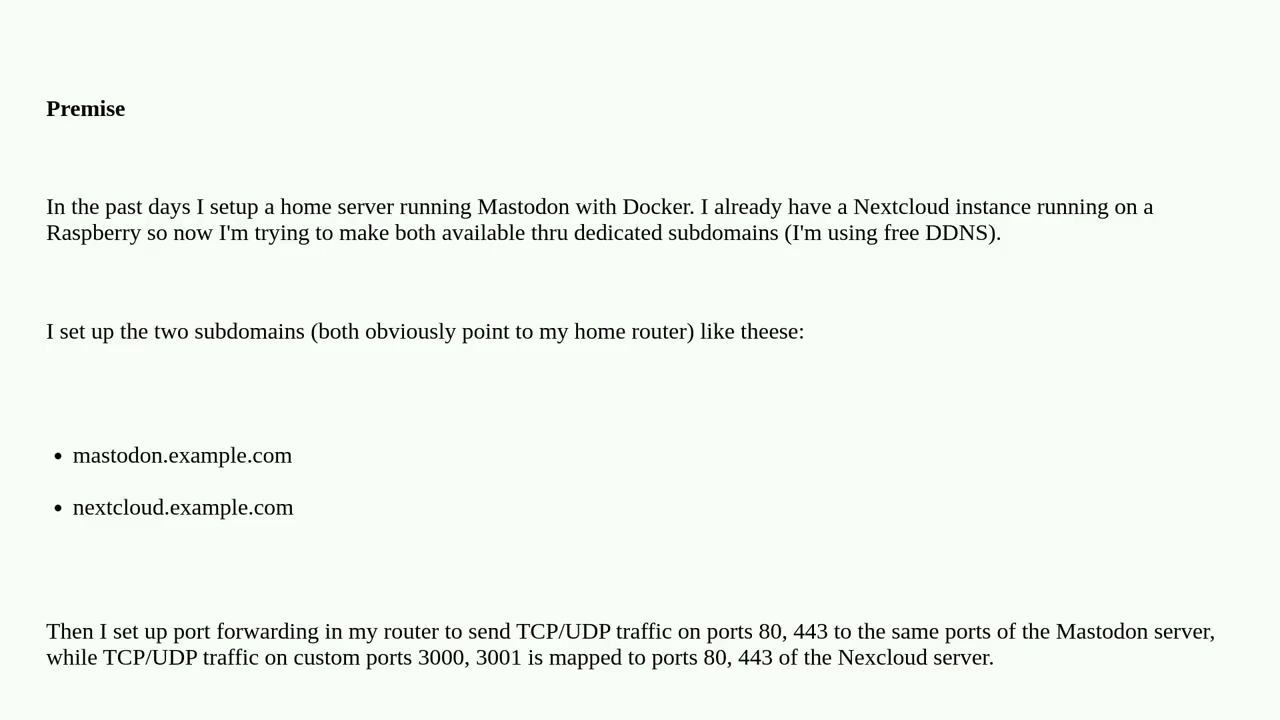 Premise
In the past days I setup a home server running Mastodon with Docker. I already have a Nextcloud instance running on a
Raspberry so now I'm trying to make both available thru dedicated subdomains (I'm using free DDNS).
I set up the two subdomains (both obviously point to my home router) like theese:
• mastodon.example.com
• nextcloud.example.com
Then I set up port forwarding in my router to send TCP/UDP traffic on ports 80, 443 to the same ports of the Mastodon server,
while TCP/UDP traffic on custom ports 3000, 3001 is mapped to ports 80, 443 of the Nexcloud server.